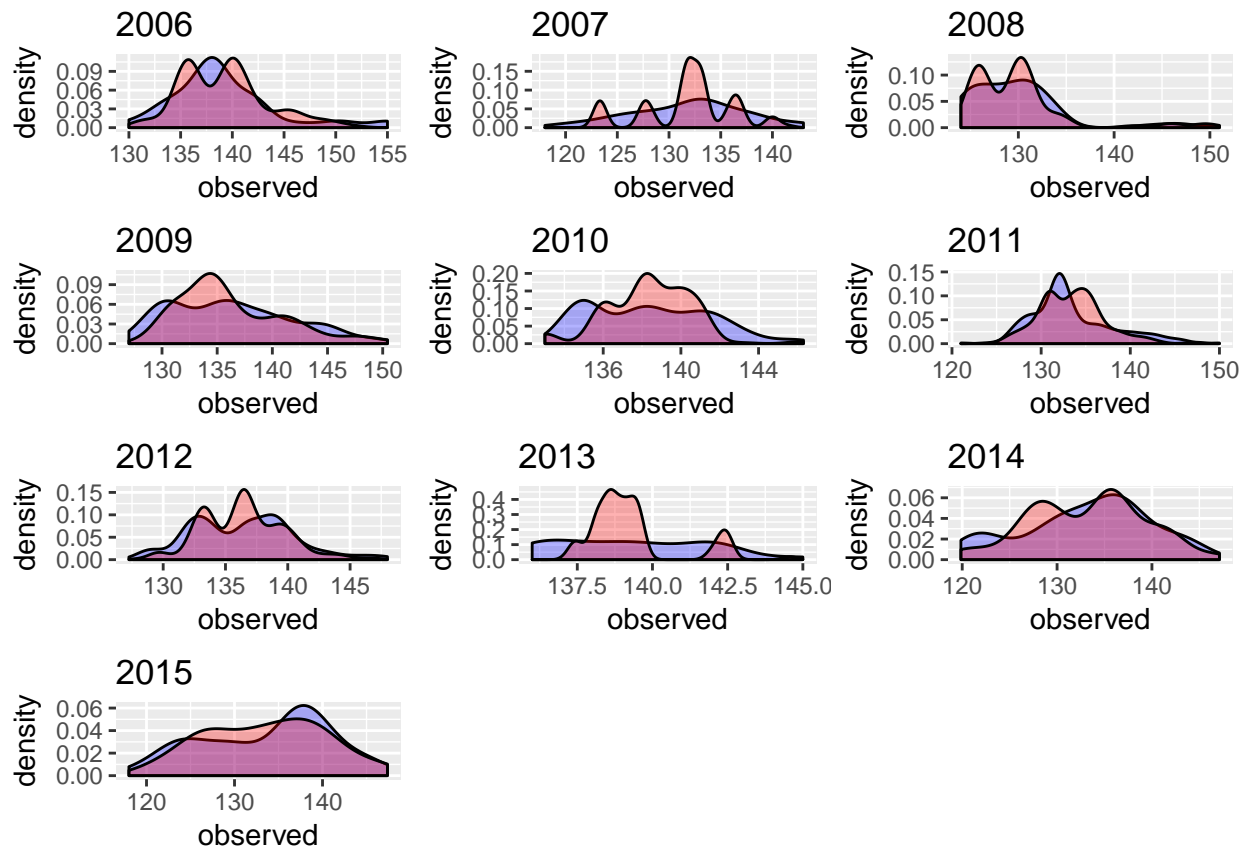 2006 2007 2008
density 0.09 0.06 0.03 0.00 density 0.15 0.10 0.05 0.00 density 0.10 0.05 0.00
130 135 140 145 150 155 120 125 130 135 140 130 140 150
observed observed observed
2009 2010 2011
density 0.09 0.06 0.03 0.00 density 0.20 0.15 0.10 0.05 0.00 density 0.15 0.10 0.05 0.00
130 135 140 145 150 136 140 144 120 130 140 150
observed observed observed
2012 2013 2014
density 0.15 0.10 0.05 0.00 density 0.4 0.3 0.2 0.1 0.0 density 0.06 0.04 0.02 0.00
130 135 140 145 137.5 140.0 142.5 145.0 120 130 140
observed observed observed
2015
density 0.06 0.04 0.02 0.00
120 130 140
observed